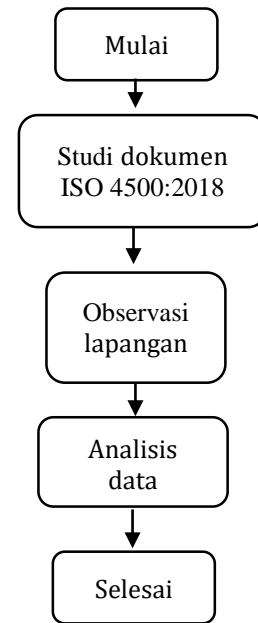 Mulai
Studi dokumen
ISO 4500:2018
Observasi
lapangan
Analisis
data
Selesai